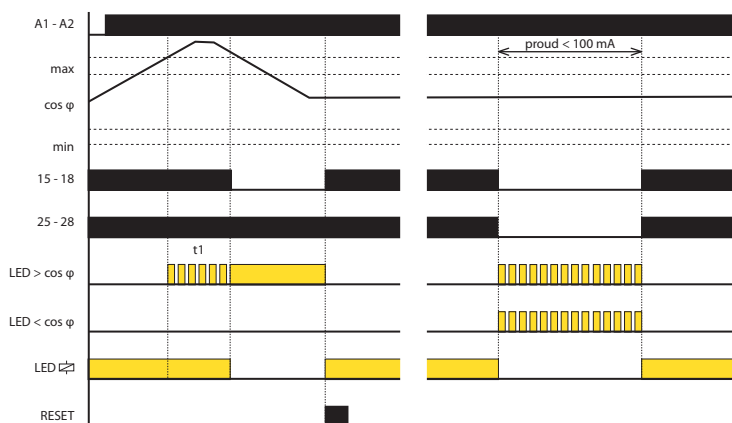 A1 - A2
proud < 100 mA
max
cos φ
min
15 - 18
25 - 28
t1
LED > cos φ
LED < cos φ
LED
RESET